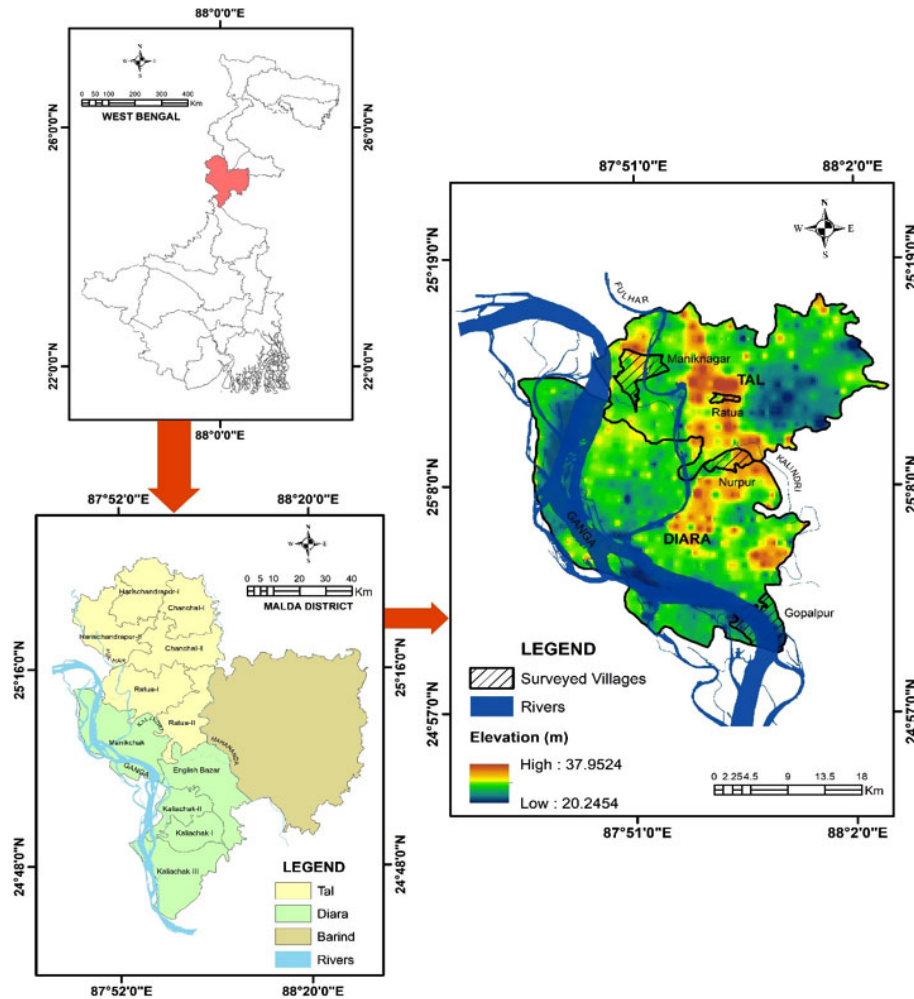 88°0'0"E
N
S
0 2550 100 200 300 400
Km
WEST BENGAL
26°0'0"N
26°0'0"N
22°0'0"N
22°0'0"N
88°0'0"E
87°52'0"E
88°20'0"E
N
S
0 5 10 20 30 40
Km
MALDA DISTRICT
Harischandrapur-I
Chanchal-I
Harischandrapur-II
Chanchal-II
25°16'0"N
25°16'0"N
Ratua-I
Ratua-II
Manikchak
MAHANANDA
GANGA
English Bazar
Kaliachak-II
Kaliachak I
Kaliachak III
24°48'0"N
24°48'0"N
LEGEND
Tal
Diara
Barind
Rivers
87°52'0"E
88°20'0"E
87°51'0"E
88°2'0"E
N
W E
S
25°19'0"N
25°19'0"N
FULHAR
Maniknagar
TAL
Ratua
KALINDRI
Nurpur
25°8'0"N
25°8'0"N
GANGA
DIARA
Gopalpur
LEGEND
Surveyed Villages
Rivers
Elevation (m)
High : 37.9524
Low : 20.2454
0 2.254.5 9 13.5 18
Km
24°57'0"N
24°57'0"N
87°51'0"E
88°2'0"E